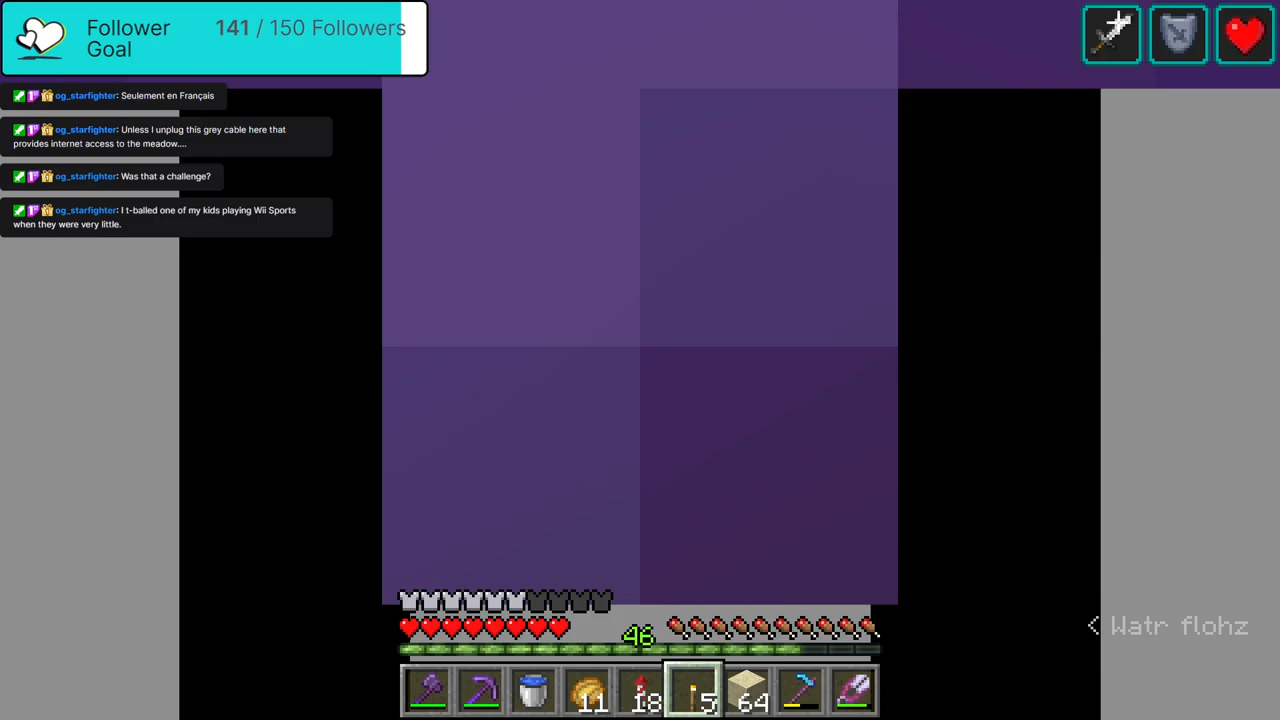 Follower
Goal
141 / 150 Followers
og_starfighter: Seulement en Français
og_starfighter: Unless I unplug this grey cable here that
provides internet access to the meadow....
og_starfighter: Was that a challenge?
og_starfighter: I t-balled one of my kids playing Wii Sports
when they were very little.
< Watr flohz
46
11
18
5
64